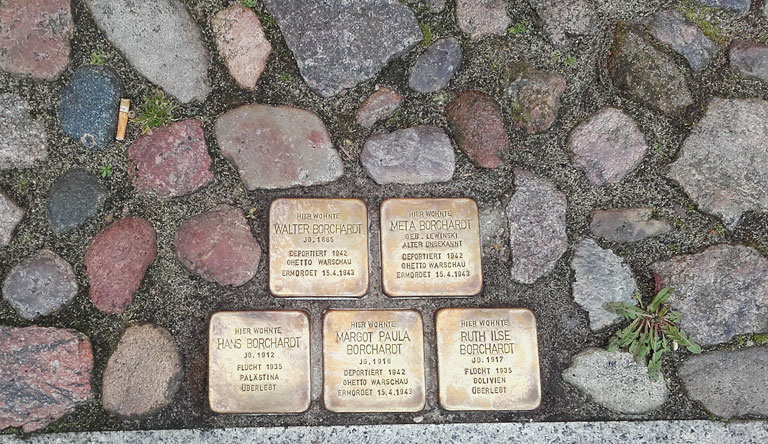 HIER WOHNTE
WALTER BORCHARDT
JG. 1885
DEPORTIERT 1942
GHETTO WARSCHAU
ERMORDET 15.4.1943
HIER WOHNTE
META BORCHARDT
GEB. LEWINSKI
ALTER UNBEKANNT
DEPORTIERT 1942
GHETTO WARSCHAU
ERMORDET 15.4.1943
HIER WOHNTE
HANS BORCHARDT
JG. 1912
FLUCHT 1935
PALÄSTINA
ÜBERLEBT
HIER WOHNTE
MARGOT PAULA
BORCHARDT
JG. 1916
DEPORTIERT 1942
GHETTO WARSCHAU
ERMORDET 15.4.1943
HIER WOHNTE
RUTH ILSE
BORCHARDT
JG. 1917
FLUCHT 1935
BOLIVIEN
ÜBERLEBT